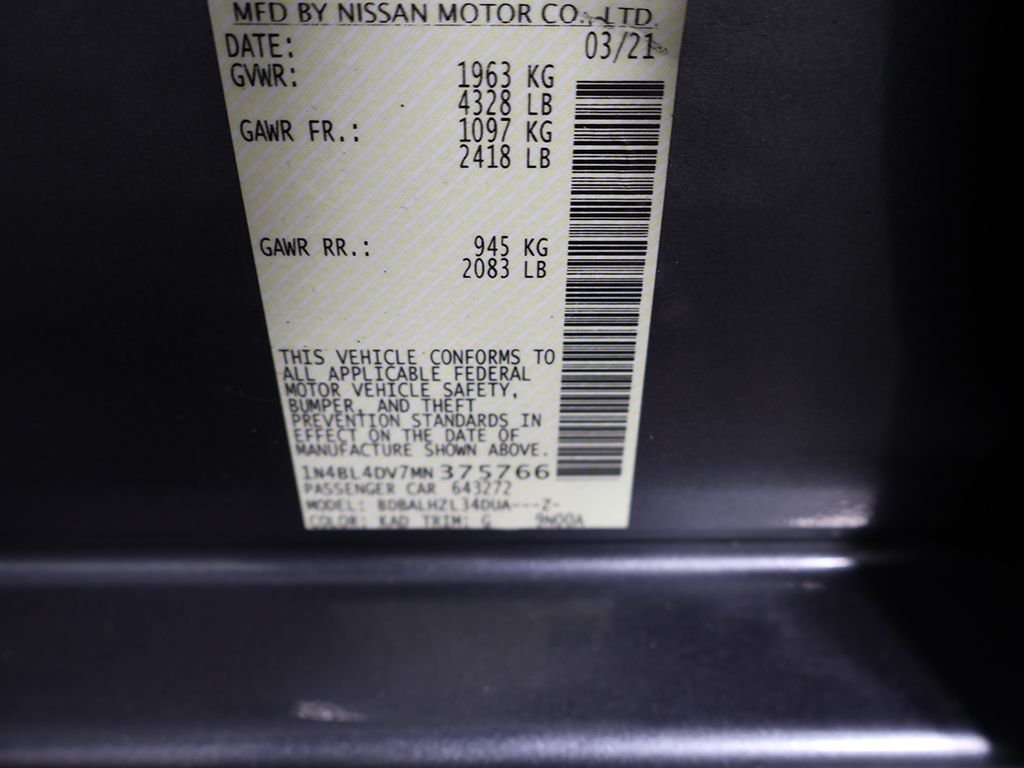 MFD BY NISSAN MOTOR CO., LTD.
DATE: 03/21
GVWR: 1963 KG
4328 LB
GAWR FR.: 1097 KG
2418 LB
GAWR RR.: 945 KG
2083 LB
THIS VEHICLE CONFORMS TO
ALL APPLICABLE FEDERAL
MOTOR VEHICLE SAFETY,
BUMPER, AND THEFT
PREVENTION STANDARDS IN
EFFECT ON THE DATE OF
MANUFACTURE SHOWN ABOVE.
1N4BL4DV7MN375766
PASSENGER CAR 643272
MODEL: BDBALHZL34DUA---Z-
COLOR: KAD TRIM: G